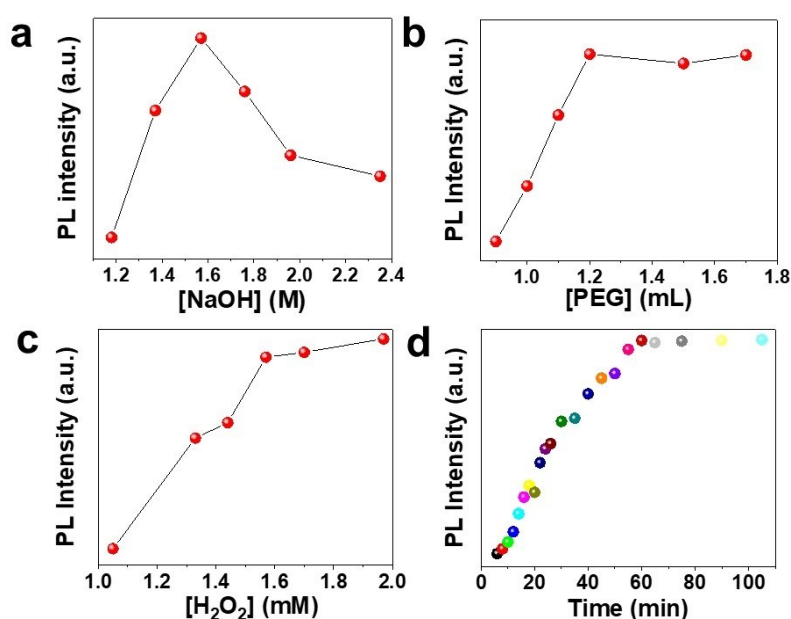 a
PL intensity (a.u.)
1.2 1.4 1.6 1.8 2.0 2.2 2.4
[NaOH] (M)
b
PL Intensity (a.u.)
1.0 1.2 1.4 1.6 1.8
[PEG] (mL)
c
PL Intensity (a.u.)
1.0 1.2 1.4 1.6 1.8 2.0
[H₂O₂] (mM)
d
PL Intensity (a.u.)
0 20 40 60 80 100
Time (min)